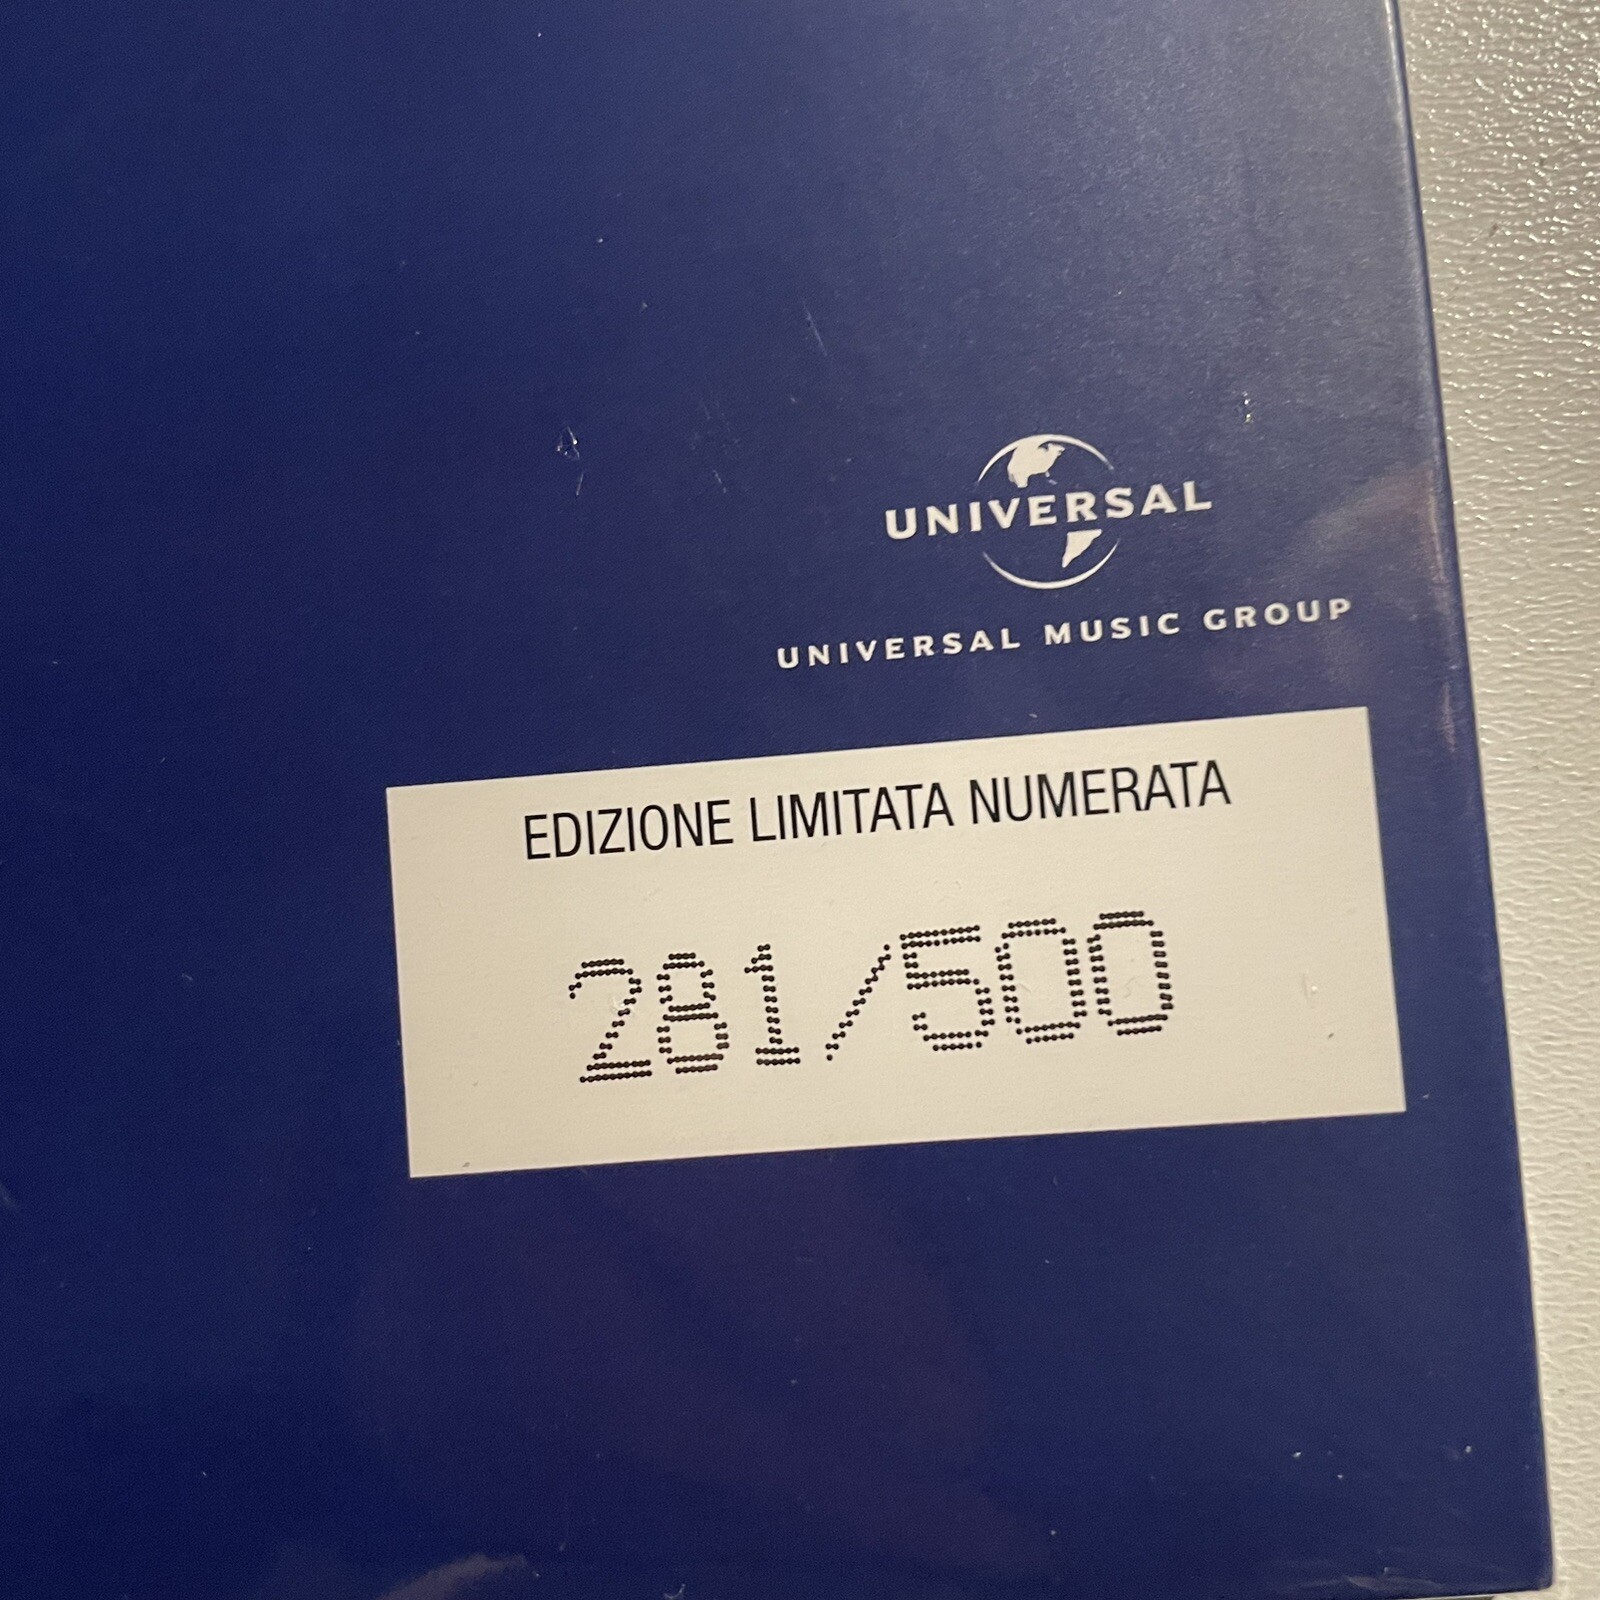 UNIVERSAL
UNIVERSAL MUSIC GROUP
EDIZIONE LIMITATA NUMERATA
281/500